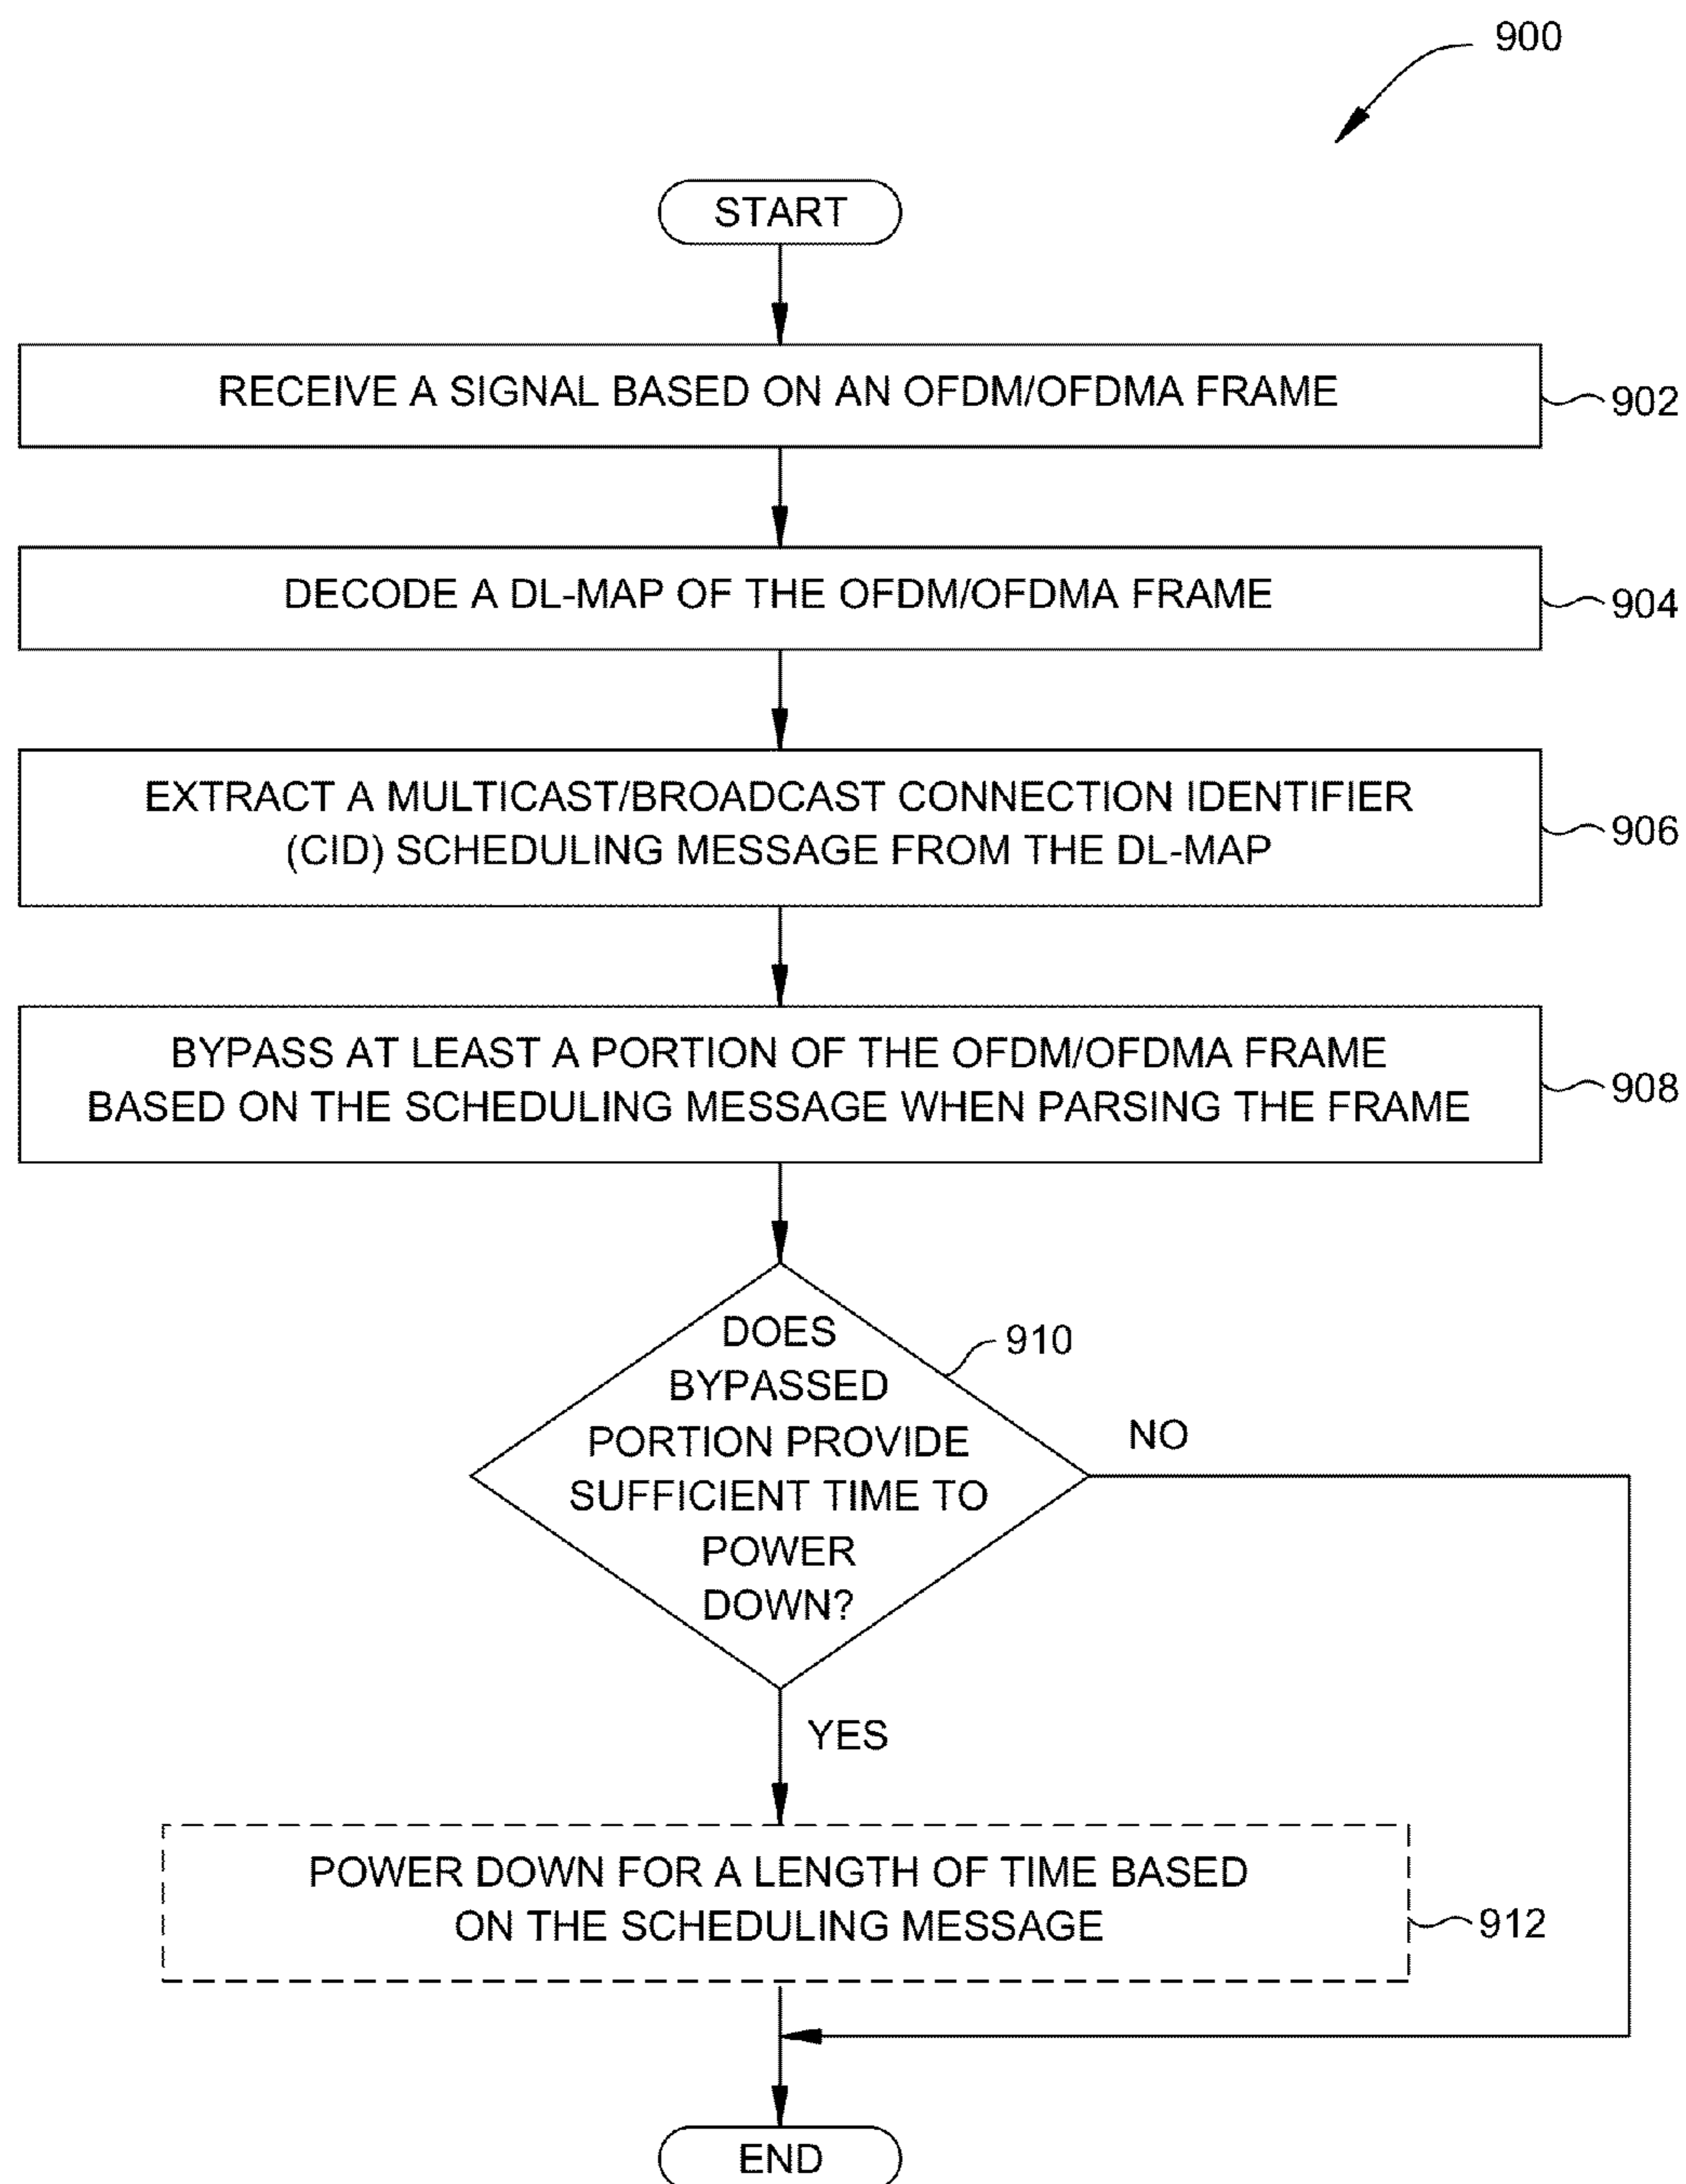 900
START
RECEIVE A SIGNAL BASED ON AN OFDM/OFDMA FRAME
902
DECODE A DL-MAP OF THE OFDM/OFDMA FRAME
904
EXTRACT A MULTICAST/BROADCAST CONNECTION IDENTIFIER
(CID) SCHEDULING MESSAGE FROM THE DL-MAP
906
BYPASS AT LEAST A PORTION OF THE OFDM/OFDMA FRAME
BASED ON THE SCHEDULING MESSAGE WHEN PARSING THE FRAME
908
DOES
BYPASSED
PORTION PROVIDE
SUFFICIENT TIME TO
POWER
DOWN?
910
NO
YES
POWER DOWN FOR A LENGTH OF TIME BASED
ON THE SCHEDULING MESSAGE
912
END